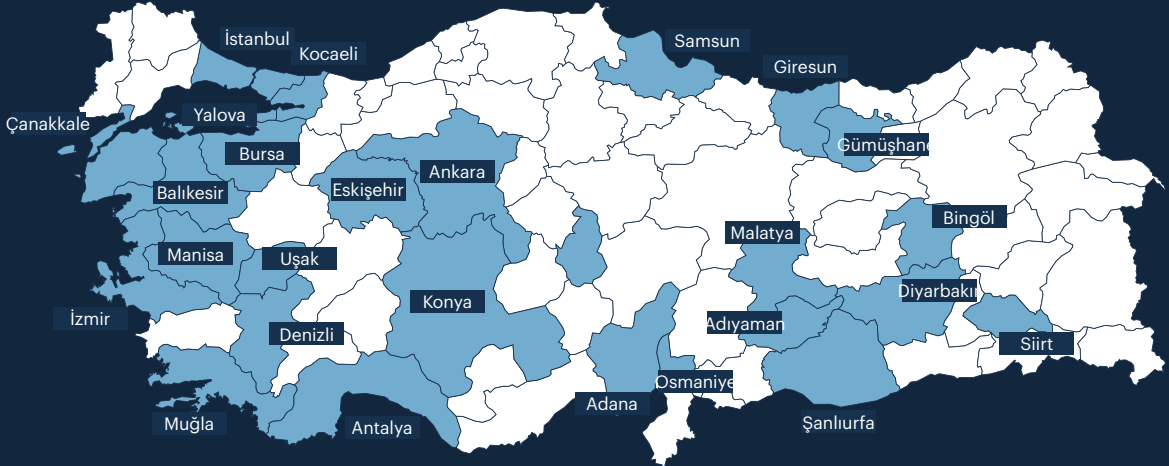 İstanbul
Kocaeli
Samsun
Giresun
Çanakkale
Yalova
Bursa
Gümüşhane
Ankara
Eskişehir
Balıkesir
Bingöl
Malatya
Manisa
Uşak
Diyarbakır
Konya
İzmir
Adıyaman
Denizli
Siirt
Osmaniye
Adana
Muğla
Antalya
Şanlıurfa